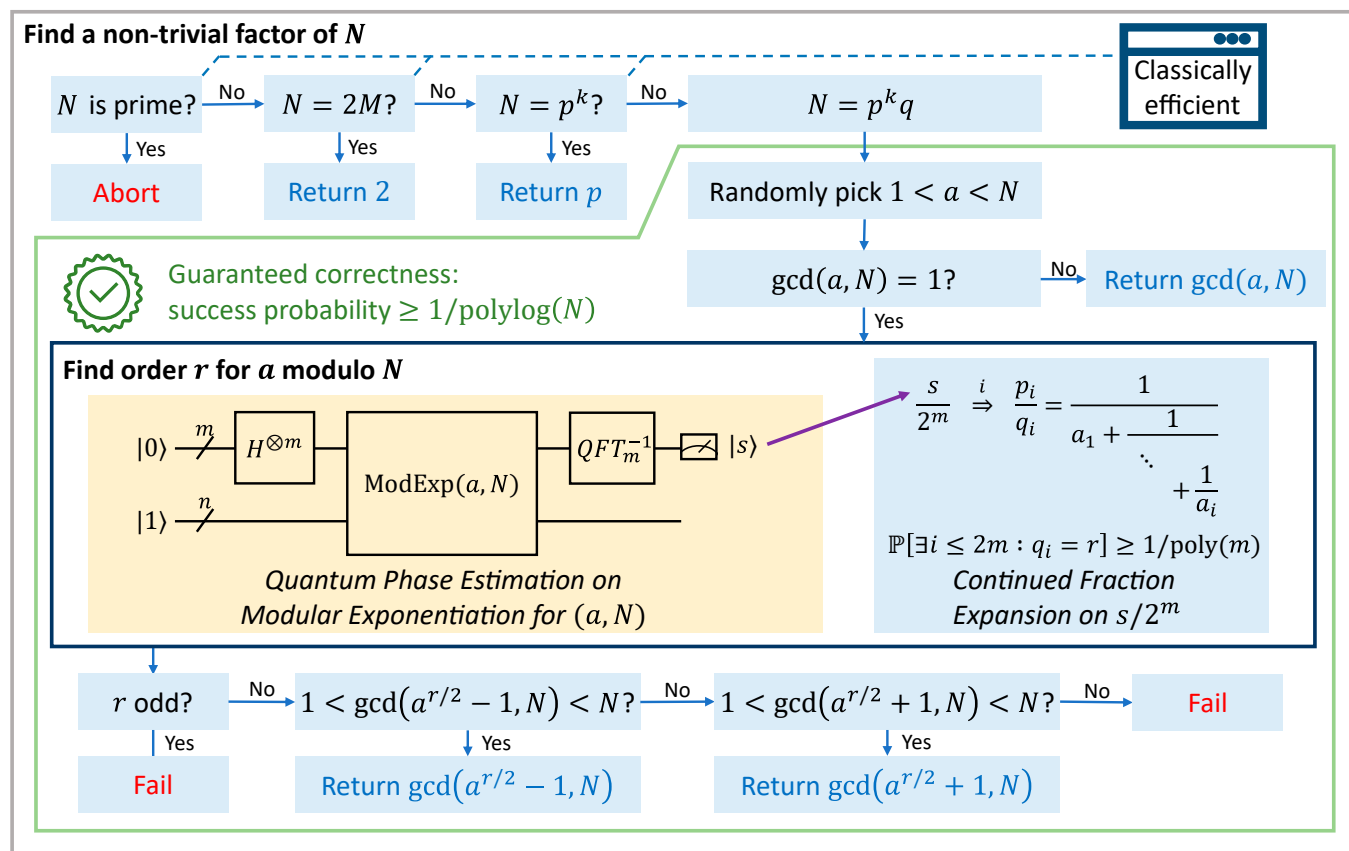 Find a non-trivial factor of N
Classically
efficient
N is prime?
No
N = 2M?
No
N = p^k?
No
N = p^k q
Yes
Yes
Yes
Abort
Return 2
Return p
Randomly pick 1 < a < N
Guaranteed correctness:
success probability ≥ 1/polylog(N)
gcd(a, N) = 1?
No
Return gcd(a, N)
Yes
Find order r for a modulo N
|0⟩
m
H^{⊗m}
ModExp(a, N)
QFT_m^{-1}
|s⟩
|1⟩
n
Quantum Phase Estimation on
Modular Exponentiation for (a, N)
s/2^m ⇒^i p_i/q_i = 1/(a_1 + 1/(⋱ + 1/a_i))
ℙ[∃i ≤ 2m : q_i = r] ≥ 1/poly(m)
Continued Fraction
Expansion on s/2^m
r odd?
No
1 < gcd(a^{r/2} − 1, N) < N?
No
1 < gcd(a^{r/2} + 1, N) < N?
No
Fail
Yes
Yes
Yes
Fail
Return gcd(a^{r/2} − 1, N)
Return gcd(a^{r/2} + 1, N)